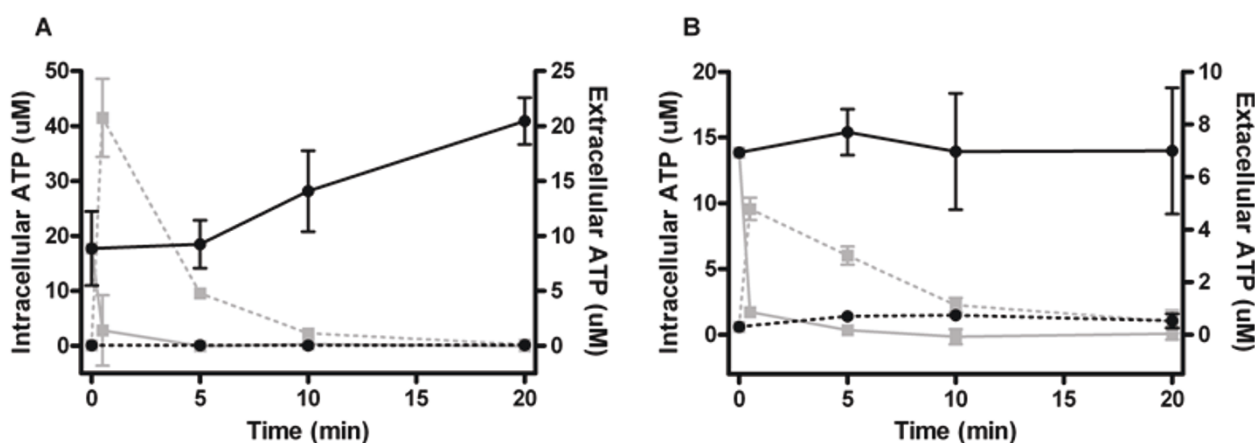 A
B
Intracellular ATP (uM)
50
40
30
20
10
0
25
20
15
10
5
0
Extracellular ATP (uM)
0 5 10 15 20
Time (min)
Intracellular ATP (uM)
20
15
10
5
0
10
8
6
4
2
0
Extacellular ATP (uM)
0 5 10 15 20
Time (min)